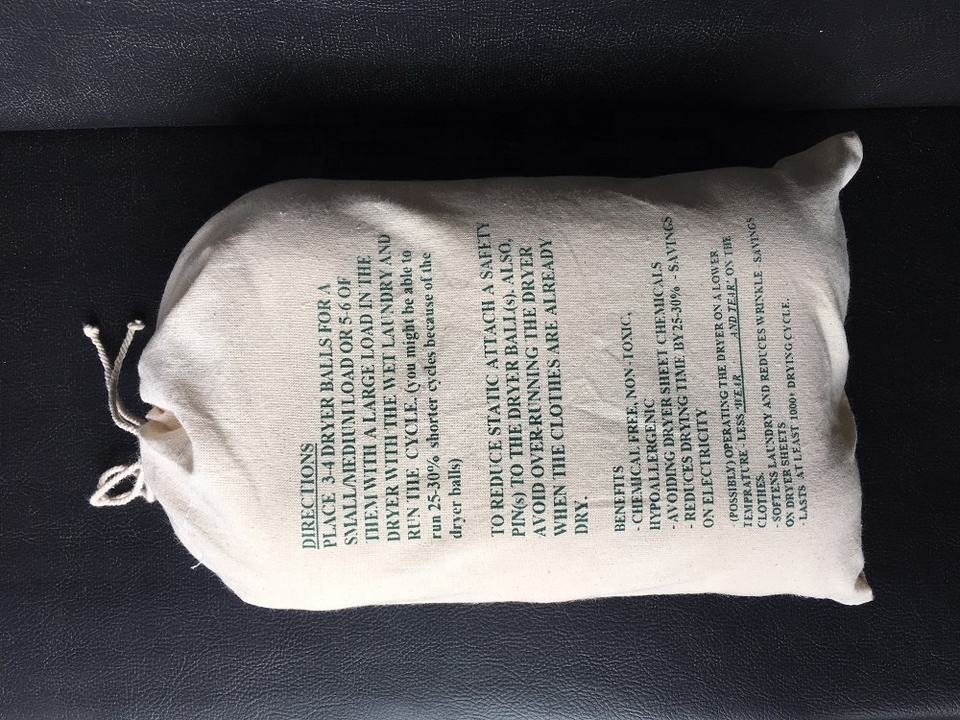 DIRECTIONS
PLACE 3-4 DRYER BALLS FOR A
SMALL/MEDIUM LOAD OR 5-6 OF
THEM WITH A LARGE LOAD IN THE
DRYER WITH THE WET LAUNDRY AND
RUN THE CYCLE. (you might be able to
run 25-30% shorter cycles because of the
dryer balls)
TO REDUCE STATIC ATTACH A SAFETY
PIN(s) TO THE DRYER BALL(s). ALSO,
AVOID OVER-RUNNING THE DRYER
WHEN THE CLOTHES ARE ALREADY
DRY.
BENEFITS
- CHEMICAL FREE, NON -TOXIC,
HYPOALLERGENIC
- AVOIDING DRYER SHEET CHEMICALS
- REDUCES DRYING TIME BY 25-30% - SAVINGS
ON ELECTRICITY
- (POSSIBLY) OPERATING THE DRYER ON A LOWER
TEMPRATURE - LESS 'WEAR AND TEAR' ON THE
CLOTHES.
- SOFTENS LAUNDRY AND REDUCES WRINKLE - SAVINGS
ON DRYER SHEETS
- LASTS AT LEAST 1000+ DRYING CYCLE.